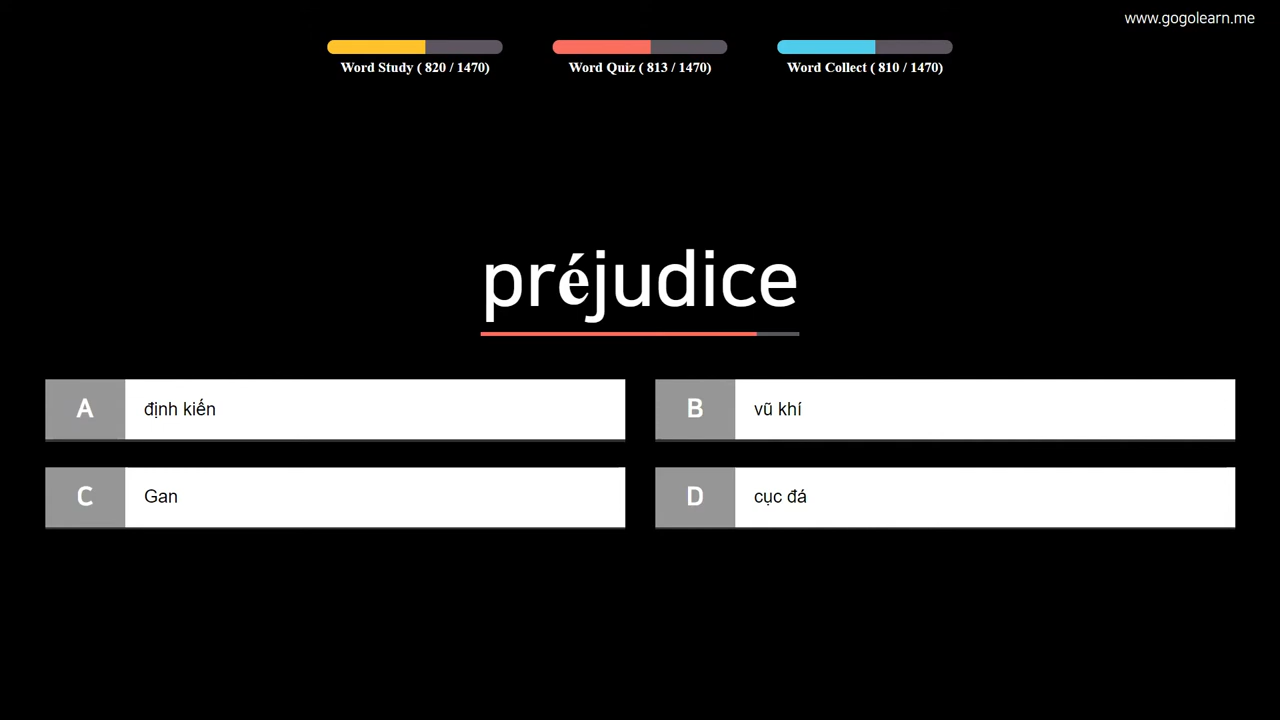 www.gogolearn.me
Word Study ( 820 / 1470)
Word Quiz ( 813 / 1470)
Word Collect ( 810 / 1470)
préjudice
A
định kiến
B
vũ khí
C
Gan
D
cục đá